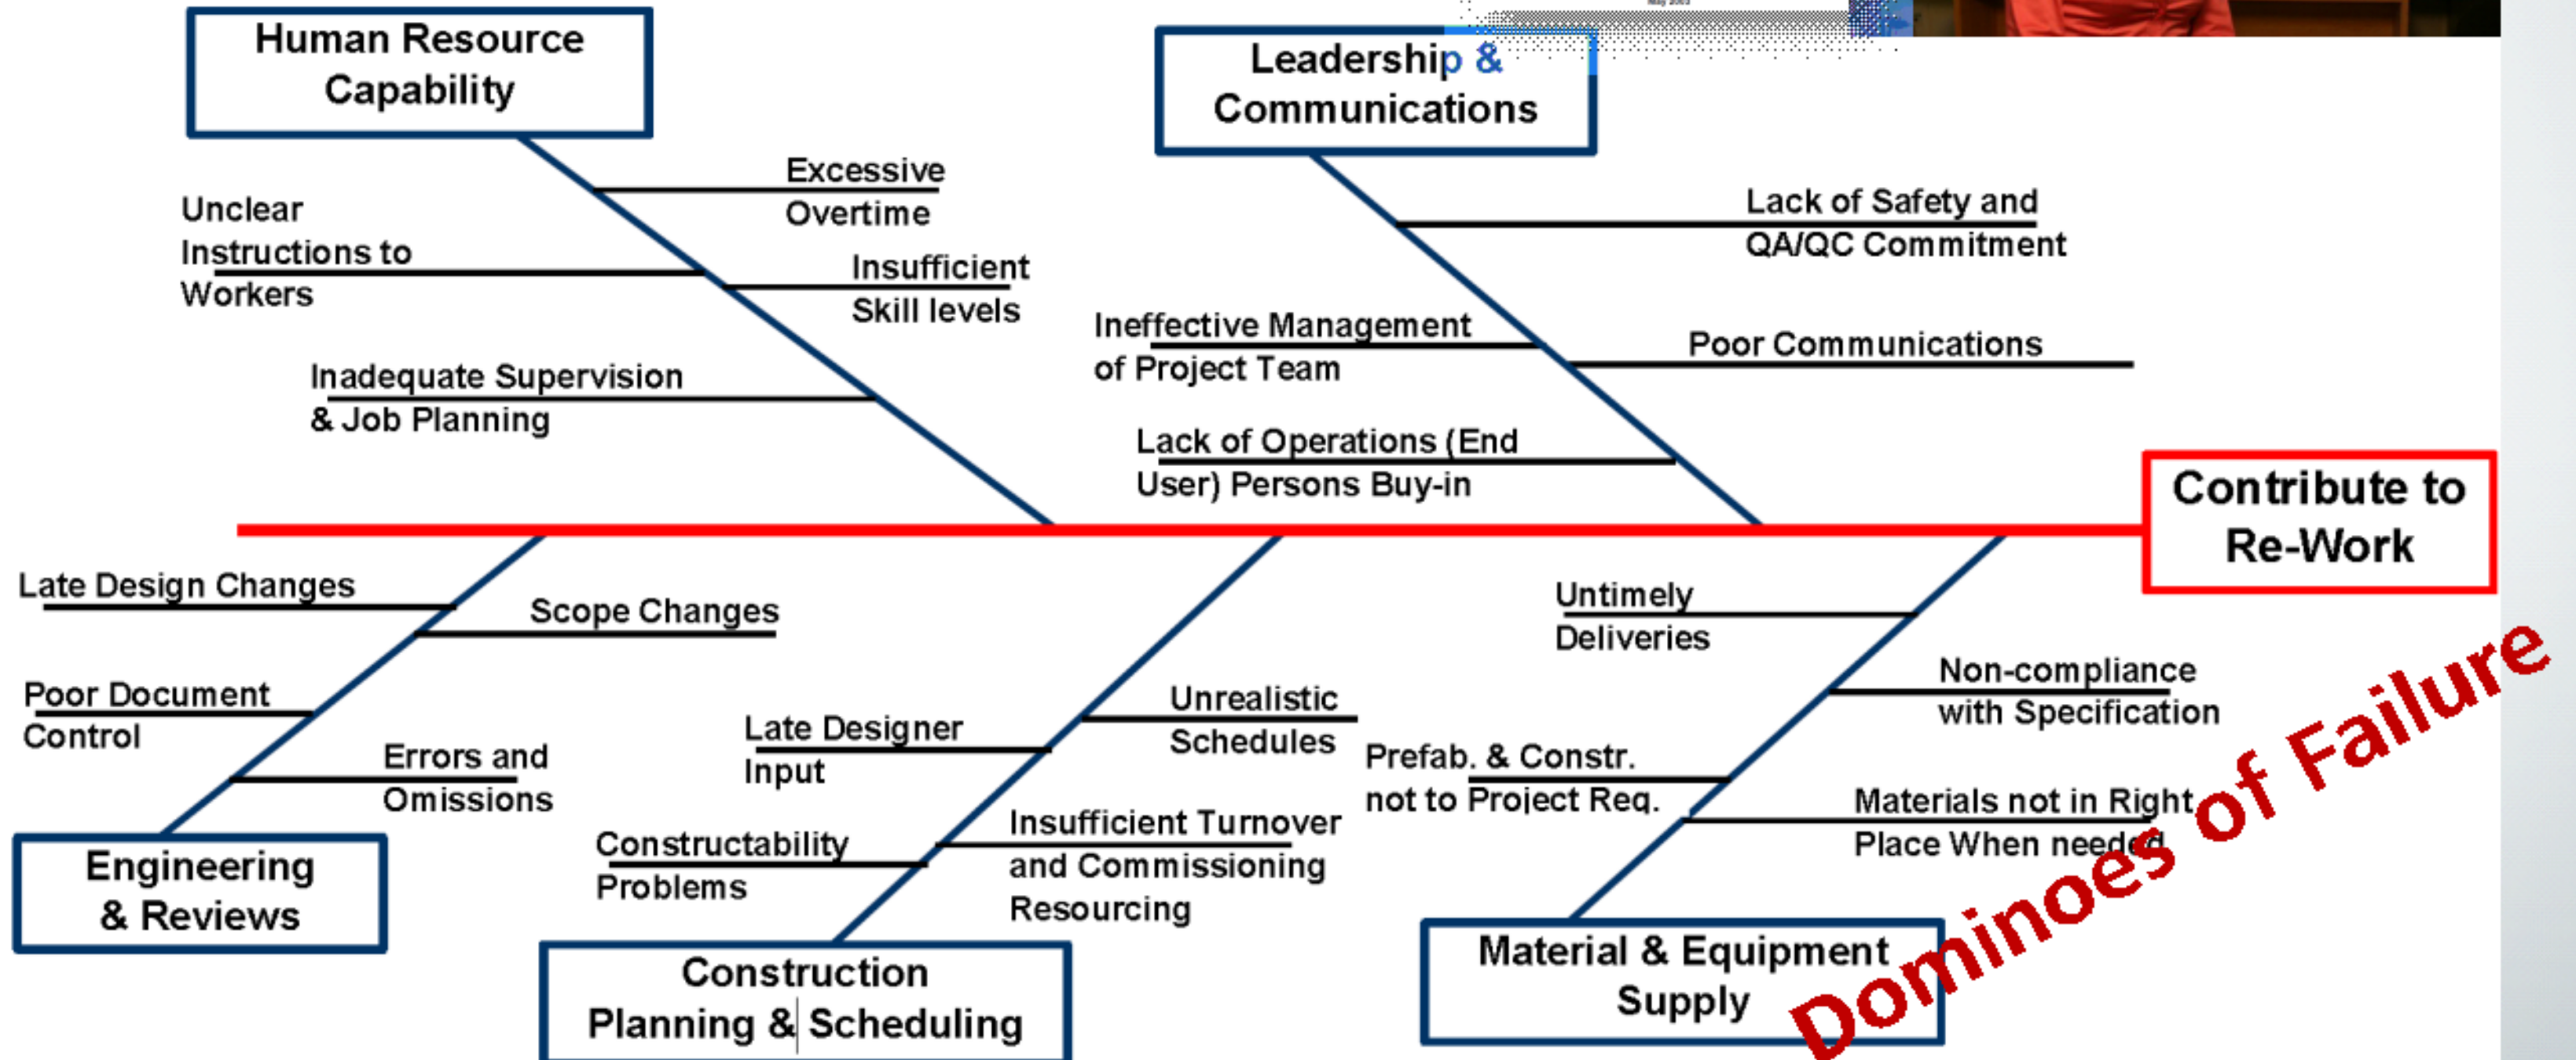 May 2003
Human Resource
Capability
Leadership &
Communications
Excessive
Overtime
Unclear
Instructions to
Workers
Insufficient
Skill levels
Inadequate Supervision
& Job Planning
Lack of Safety and
QA/QC Commitment
Ineffective Management
of Project Team
Poor Communications
Lack of Operations (End
User) Persons Buy-in
Contribute to
Re-Work
Late Design Changes
Scope Changes
Poor Document
Control
Errors and
Omissions
Engineering
& Reviews
Unrealistic
Schedules
Late Designer
Input
Insufficient Turnover
and Commissioning
Resourcing
Constructability
Problems
Construction
Planning & Scheduling
Untimely
Deliveries
Non-compliance
with Specification
Prefab. & Constr.
not to Project Req.
Materials not in Right
Place When needed
Material & Equipment
Supply
Dominoes of Failure